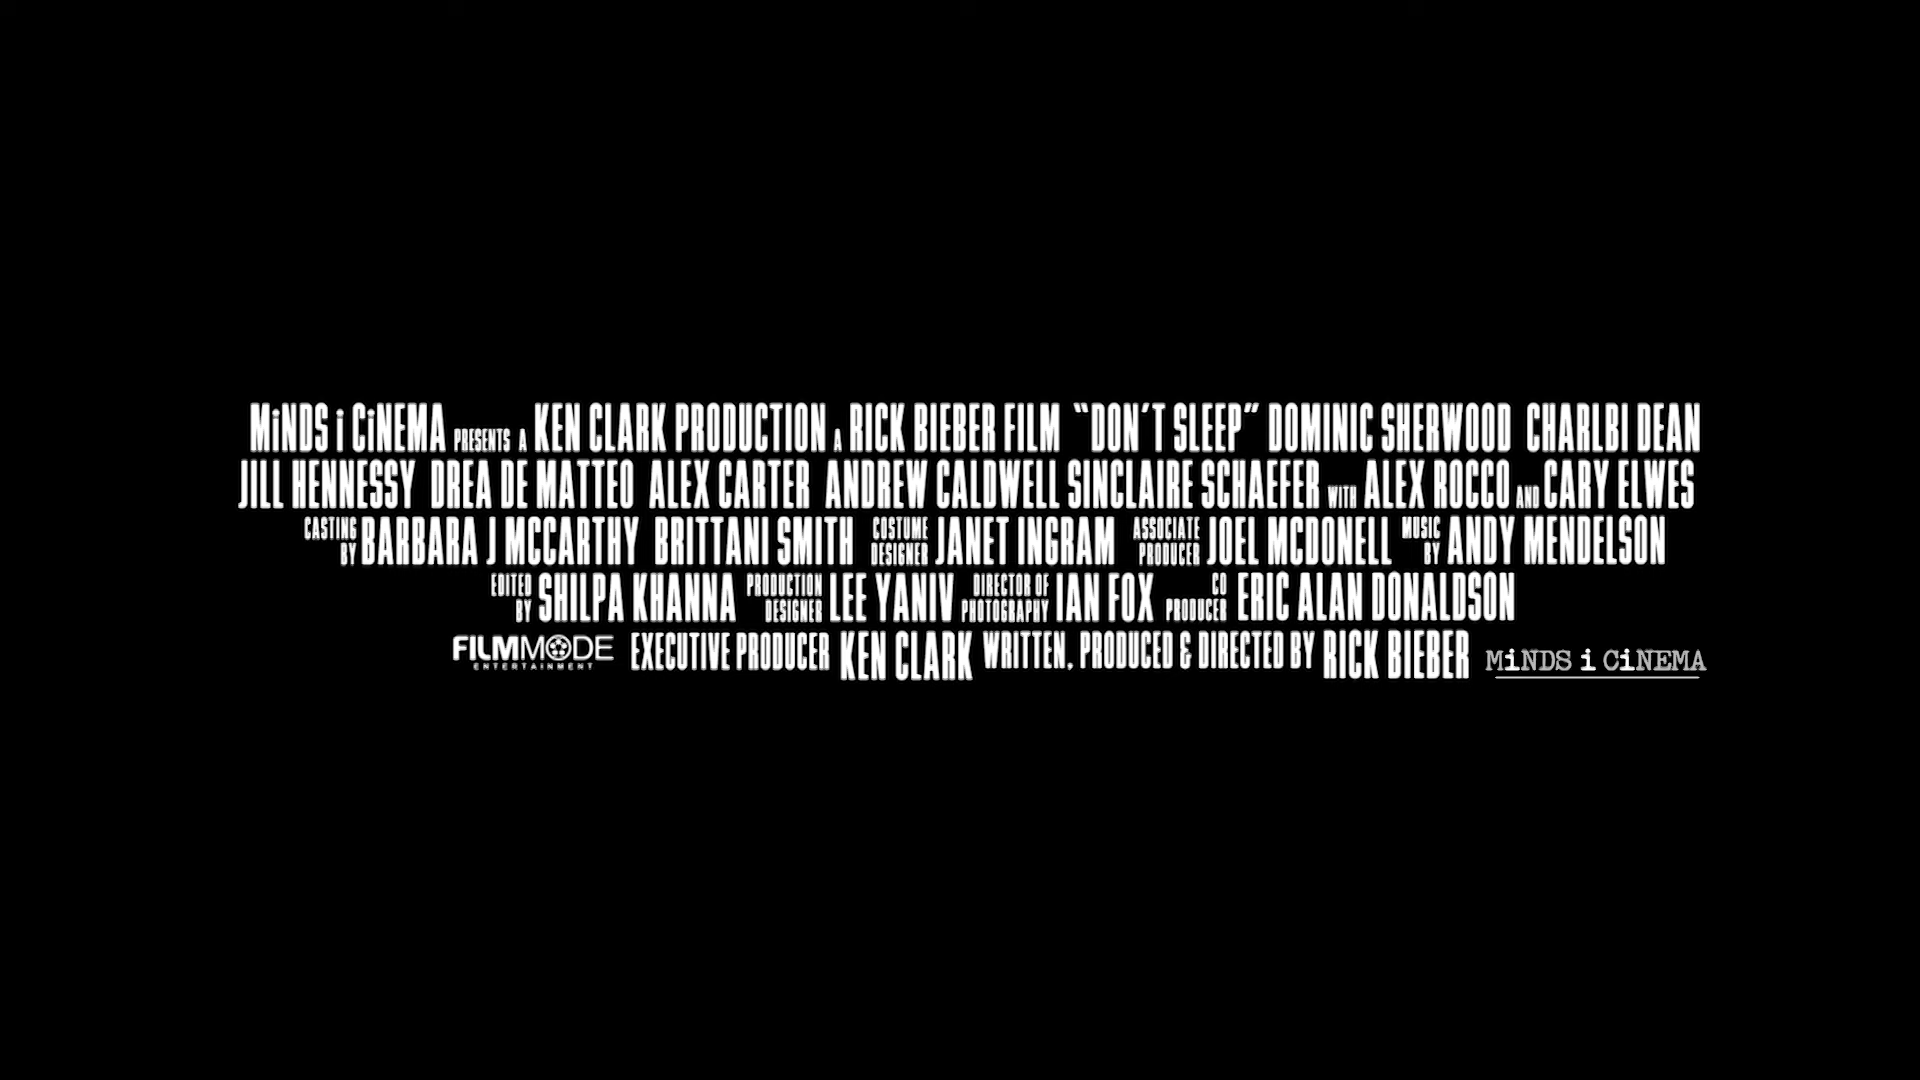 MiNDS i CiNEMA PRESENTS A KEN CLARK PRODUCTION A RICK BIEBER FILM "DON'T SLEEP" DOMINIC SHERWOOD CHARLBI DEAN
JILL HENNESSY DREA DE MATTEO ALEX CARTER ANDREW CALDWELL SINCLAIRE SCHAEFER WITH ALEX ROCCO AND CARY ELWES
CASTING BY BARBARA J MCCARTHY BRITTANI SMITH COSTUME DESIGNER JANET INGRAM ASSOCIATE PRODUCER JOEL MCDONELL MUSIC BY ANDY MENDELSON
EDITED BY SHILPA KHANNA PRODUCTION DESIGNER LEE YANIV DIRECTOR OF PHOTOGRAPHY IAN FOX CO PRODUCER ERIC ALAN DONALDSON
FILMMODE ENTERTAINMENT EXECUTIVE PRODUCER KEN CLARK WRITTEN, PRODUCED & DIRECTED BY RICK BIEBER MiNDS i CiNEMA